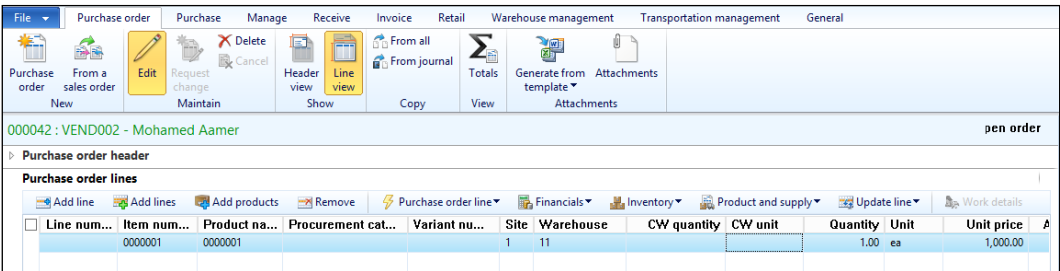 File Purchase order Purchase Manage Receive Invoice Retail Warehouse management Transportation management General
Purchase order
From a sales order
New
Edit
Request change
Delete
Cancel
Maintain
Header view
Line view
Show
From all
From journal
Copy
Totals
View
Generate from template
Attachments
Attachments
000042 : VEND002 - Mohamed Aamer pen order
Purchase order header
Purchase order lines
Add line Add lines Add products Remove Purchase order line Financials Inventory Product and supply Update line Work details
Line num... Item num... Product na... Procurement cat... Variant nu... Site Warehouse CW quantity CW unit Quantity Unit Unit price A
0000001 0000001 1 11 1.00 ea 1,000.00